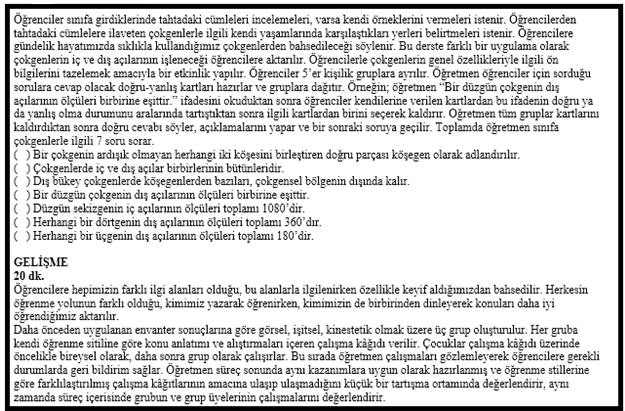 Öğrenciler sınıfa girdiklerinde tahtadaki cümleleri incelemeleri, varsa kendi örneklerini vermeleri istenir. Öğrencilerden
tahtadaki cümlelere ilaveten çokgenlerle ilgili kendi yaşamlarında karşılaştıkları yerleri belirtmeleri istenir. Öğrencilere
gündelik hayatımızda sıklıkla kullandığımız çokgenlerden bahsedileceği söylenir. Bu derste farklı bir uygulama olarak
çokgenlerin iç ve dış açılarının işleneceği öğrencilere aktarılır. Öğrencilerle çokgenlerin genel özellikleriyle ilgili ön
bilgilerini tazelemek amacıyla bir etkinlik yapılır. Öğrenciler 5'er kişilik gruplara ayrılır. Öğretmen öğrenciler için sorduğu
sorulara cevap olacak doğru-yanlış kartları hazırlar ve gruplara dağıtır. Örneğin; öğretmen "Bir düzgün çokgenin dış
açılarının ölçüleri birbirine eşittir." ifadesini okuduktan sonra öğrenciler kendilerine verilen kartlardan bu ifadenin doğru ya
da yanlış olma durumunu aralarında tartıştıktan sonra ilgili kartlardan birini seçerek kaldırır. Öğretmen tüm gruplar kartlarını
kaldırdıktan sonra doğru cevabı söyler, açıklamalarını yapar ve bir sonraki soruya geçilir. Toplamda öğretmen sınıfa
çokgenlerle ilgili 7 soru sorar.
( ) Bir çokgenin ardışık olmayan herhangi iki köşesini birleştiren doğru parçası köşegen olarak adlandırılır.
( ) Çokgenlerde iç ve dış açılar birbirlerinin bütünleridir.
( ) Dış bükey çokgenlerde köşegenlerden bazıları, çokgensel bölgenin dışında kalır.
( ) Bir düzgün çokgenin dış açılarının ölçüleri birbirine eşittir.
( ) Düzgün sekizgenin iç açılarının ölçüleri toplamı 1080'dir.
( ) Herhangi bir dörtgenin dış açılarının ölçüleri toplamı 360'dır.
( ) Herhangi bir üçgenin dış açılarının ölçüleri toplamı 180'dir.
GELİŞME
20 dk.
Öğrencilere hepimizin farklı ilgi alanları olduğu, bu alanlarla ilgilenirken özellikle keyif aldığımızdan bahsedilir. Herkesin
öğrenme yolunun farklı olduğu, kimimiz yazarak öğrenirken, kimimizin de birbirinden dinleyerek konuları daha iyi
öğrendiğimiz aktarılır.
Daha önceden uygulanan envanter sonuçlarına göre görsel, işitsel, kinestetik olmak üzere üç grup oluşturulur. Her gruba
kendi öğrenme sitiline göre konu anlatımı ve alıştırmaları içeren çalışma kâğıdı verilir. Çocuklar çalışma kâğıdı üzerinde
öncelikle bireysel olarak, daha sonra grup olarak çalışırlar. Bu sırada öğretmen çalışmaları gözlemleyerek öğrencilere gerekli
durumlarda geri bildirim sağlar. Öğretmen süreç sonunda aynı kazanımlara uygun olarak hazırlanmış ve öğrenme stillerine
göre farklılaştırılmış çalışma kâğıtlarının amacına ulaşıp ulaşmadığını küçük bir tartışma ortamında değerlendirir, aynı
zamanda süreç içerisinde grubun ve grup üyelerinin çalışmalarını değerlendirir.